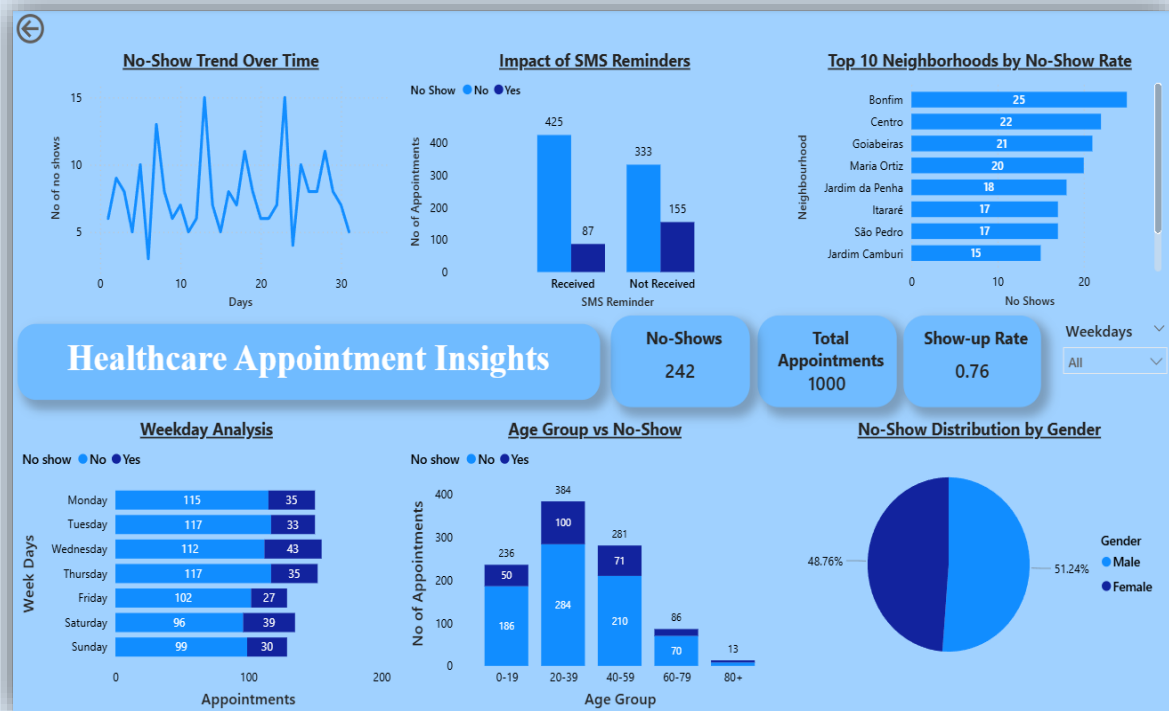 No-Show Trend Over Time
15
10
5
No of no shows
0 10 20 30
Days
Impact of SMS Reminders
No Show No Yes
400
300
200
100
0
No of Appointments
425
87
333
155
Received Not Received
SMS Reminder
Top 10 Neighborhoods by No-Show Rate
Neighbourhood
Bonfim 25
Centro 22
Goiabeiras 21
Maria Ortiz 20
Jardim da Penha 18
Itararé 17
São Pedro 17
Jardim Camburi 15
0 10 20
No Shows
Healthcare Appointment Insights
No-Shows
242
Total
Appointments
1000
Show-up Rate
0.76
Weekdays
All
Weekday Analysis
No show No Yes
Week Days
Monday 115 35
Tuesday 117 33
Wednesday 112 43
Thursday 117 35
Friday 102 27
Saturday 96 39
Sunday 99 30
0 100 200
Appointments
Age Group vs No-Show
No show No Yes
400
300
200
100
0
No of Appointments
236
50
186
384
100
284
281
71
210
86
70
13
0-19 20-39 40-59 60-79 80+
Age Group
No-Show Distribution by Gender
48.76%
51.24%
Gender
Male
Female